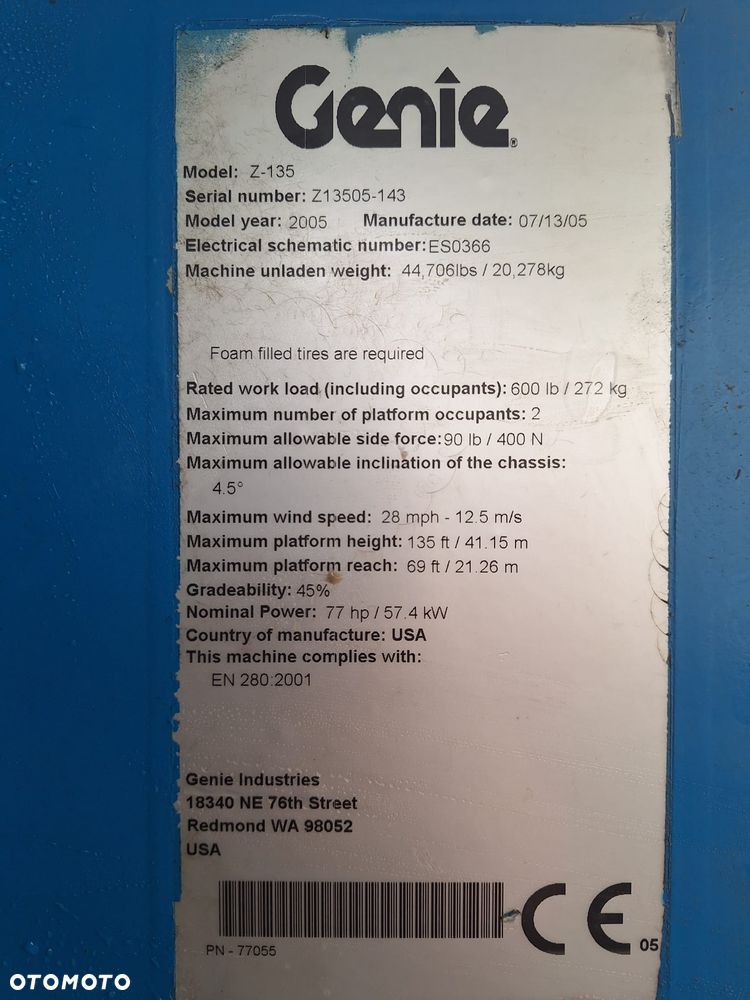 Genie®
Model: Z-135
Serial number: Z13505-143
Model year: 2005 Manufacture date: 07/13/05
Electrical schematic number:ES0366
Machine unladen weight: 44,706lbs / 20,278kg
Foam filled tires are required
Rated work load (including occupants): 600 lb / 272 kg
Maximum number of platform occupants: 2
Maximum allowable side force:90 lb / 400 N
Maximum allowable inclination of the chassis:
4.5°
Maximum wind speed: 28 mph - 12.5 m/s
Maximum platform height: 135 ft / 41.15 m
Maximum platform reach: 69 ft / 21.26 m
Gradeability: 45%
Nominal Power: 77 hp / 57.4 kW
Country of manufacture: USA
This machine complies with:
EN 280:2001
Genie Industries
18340 NE 76th Street
Redmond WA 98052
USA
CE 05
PN - 77055
OTOMOTO